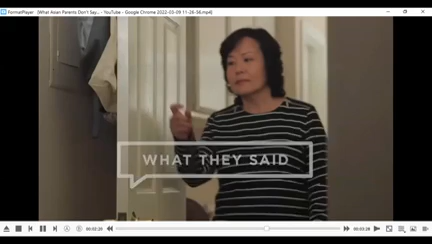 FormatPlayer [What Asian Parents Don't Say... - YouTube - Google Chrome 2022-03-09 11-28-56.mp4]
WHAT THEY SAID
00:02:20
00:03:28